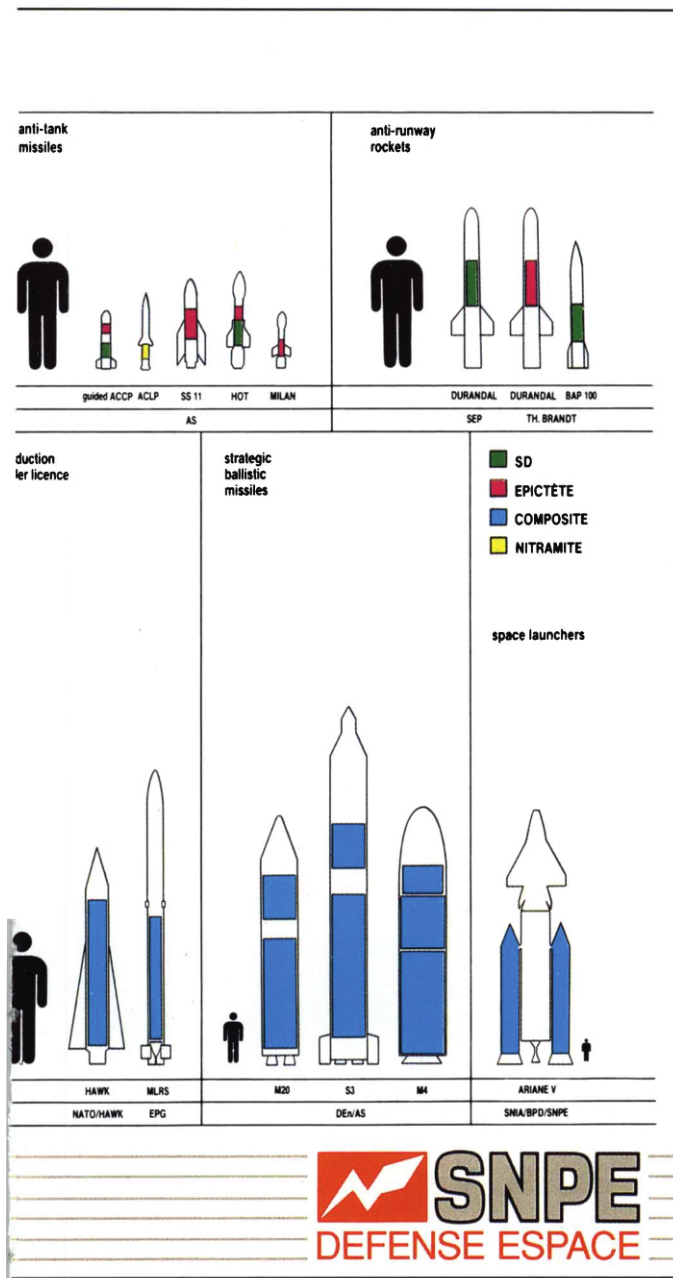 anti-tank
missiles
anti-runway
rockets
guided ACCP ACLP SS 11 HOT MILAN
DURANDAL DURANDAL BAP 100
AS
SEP TH. BRANDT
duction
er licence
strategic
ballistic
missiles
SD
EPICTÈTE
COMPOSITE
NITRAMITE
space launchers
HAWK MLRS
M20 S3 M4
ARIANE V
NATO/HAWK EPG
DEn/AS
SNIA/BPD/SNPE
SNPE
DEFENSE ESPACE